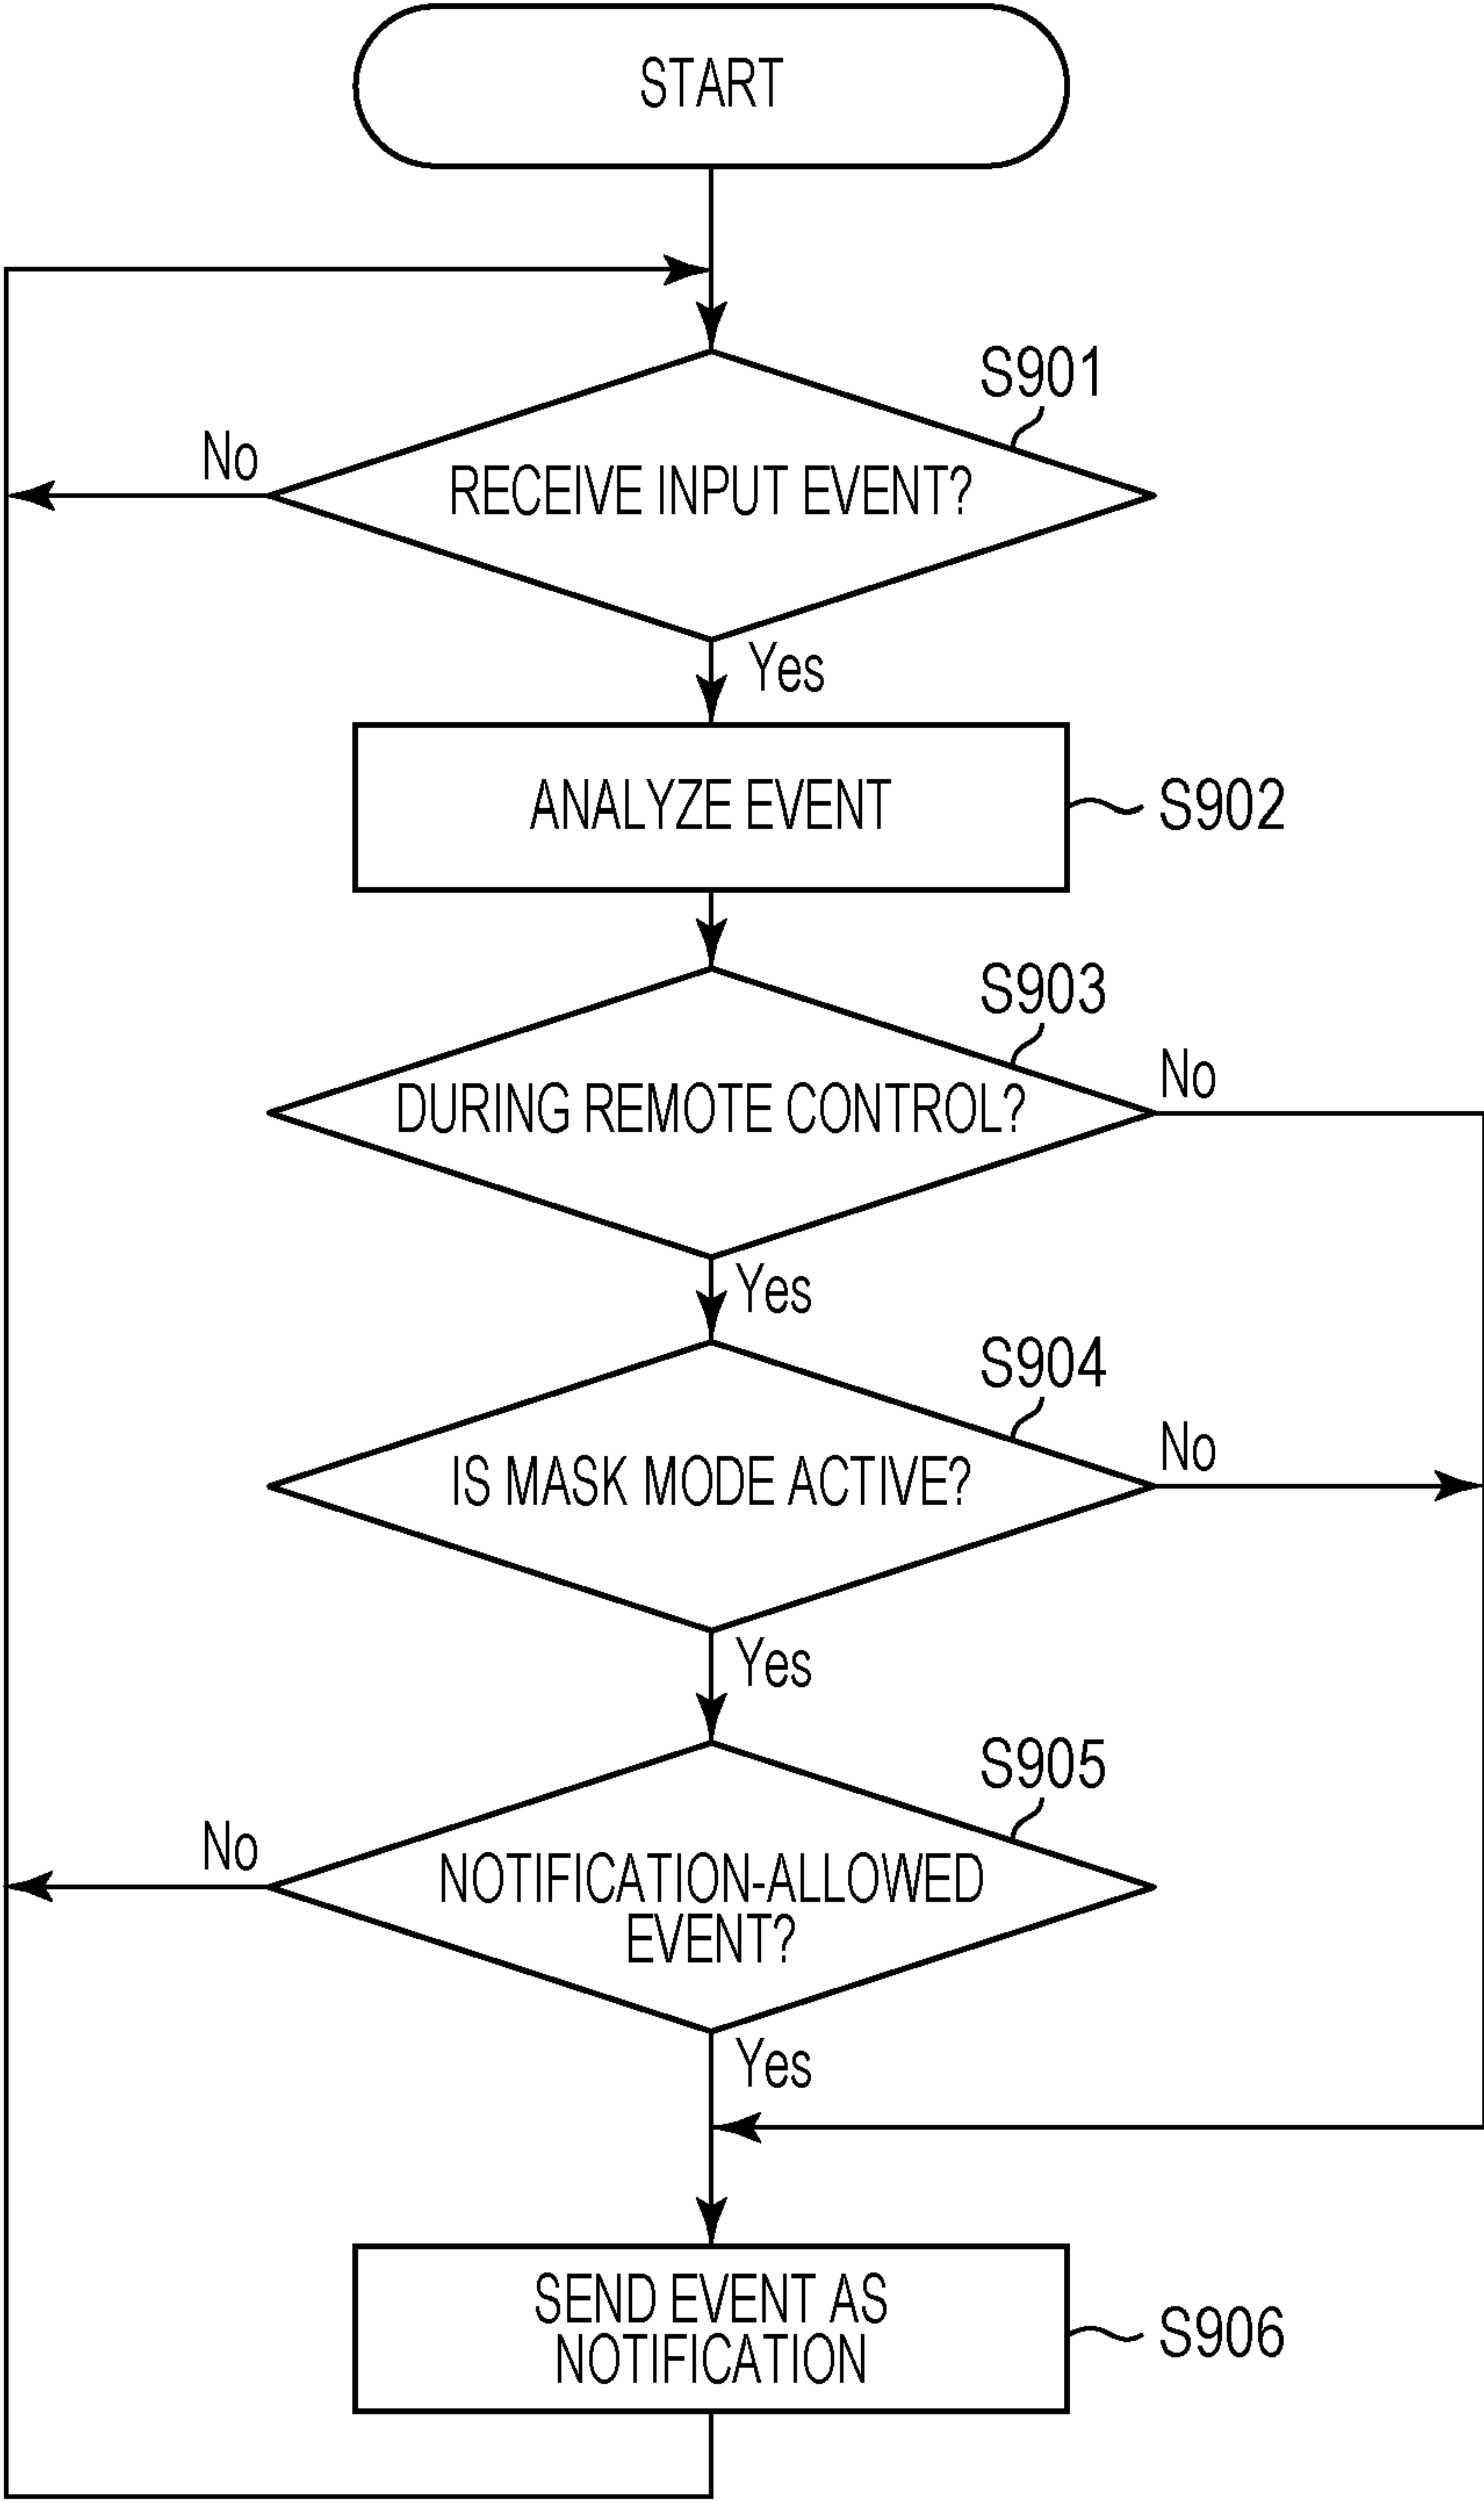 START
S901
No
RECEIVE INPUT EVENT?
Yes
ANALYZE EVENT
S902
S903
No
DURING REMOTE CONTROL?
Yes
S904
No
IS MASK MODE ACTIVE?
Yes
S905
No
NOTIFICATION-ALLOWED
EVENT?
Yes
SEND EVENT AS
NOTIFICATION
S906